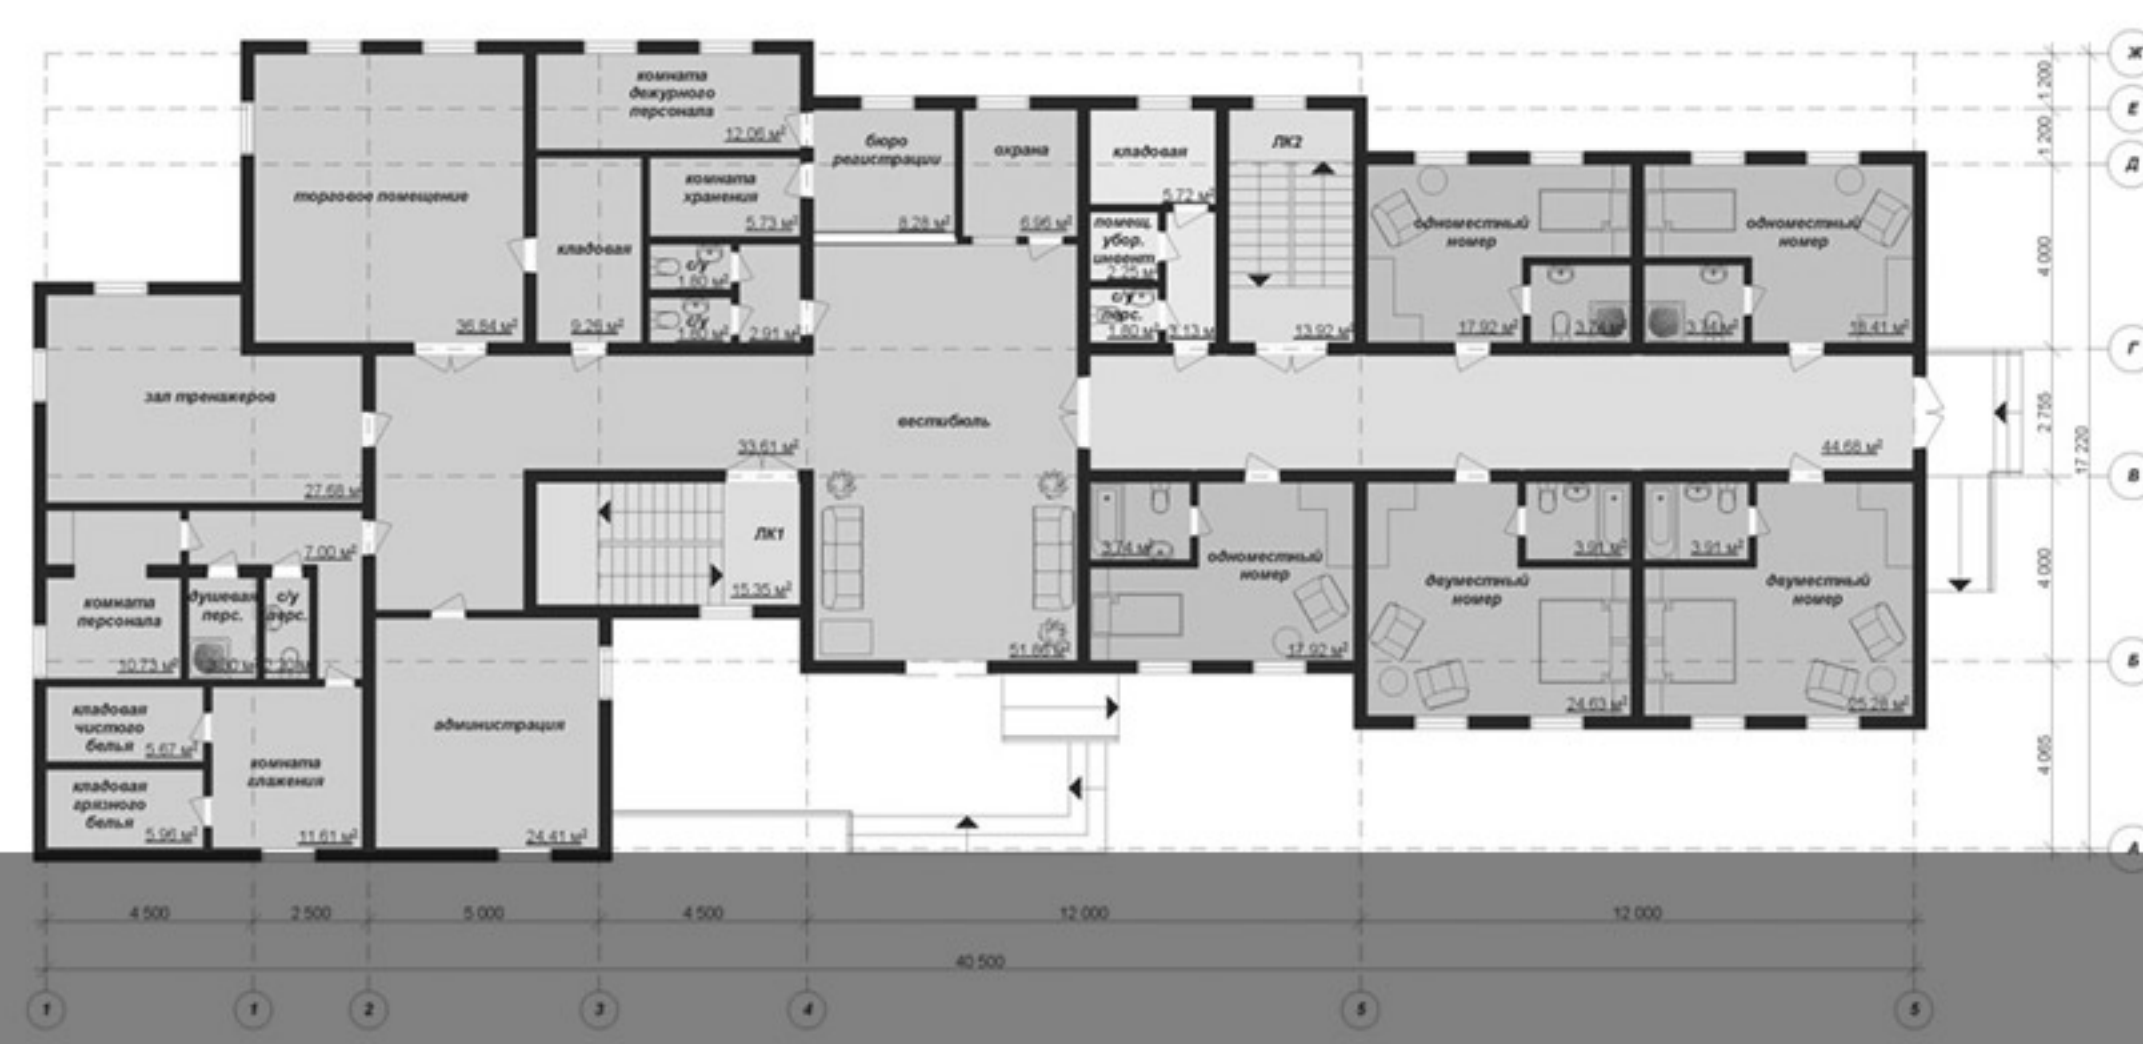 Ж
комната
дежурного
персонала
12.06 м²
1 200
Е
бюро
регистрации
8.28 м²
охрана
6.96 м²
кладовая
5.72 м²
ЛК2
13.92 м²
1 200
Д
торговое помещение
36.84 м²
комната
хранения
5.73 м²
кладовая
9.26 м²
с/у
1.80 м²
с/у
1.80 м²
2.91 м²
помещ.
убор.
инвент.
2.25 м²
с/у
перс.
1.80 м²
3.13 м
одноместный
номер
17.92 м²
3.74 м²
одноместный
номер
18.41 м²
3.74 м²
4 000
Г
зал тренажеров
27.68 м²
33.61 м²
вестибюль
51.86 м²
44.68 м²
2 755
17 220
В
ЛК1
15.35 м²
7.00 м²
комната
персонала
10.73 м²
душевая
перс.
с/у
перс.
3.74 м²
одноместный
номер
17.92 м²
двуместный
номер
3.91 м²
24.63 м²
двуместный
номер
3.91 м²
25.28 м²
4 000
Б
кладовая
чистого
белья
5.67 м²
кладовая
грязного
белья
5.96 м²
комната
глажения
11.61 м²
администрация
24.41 м²
4 065
А
4 500
2 500
5 000
4 500
12 000
12 000
40 500
1
1
2
3
4
5
5